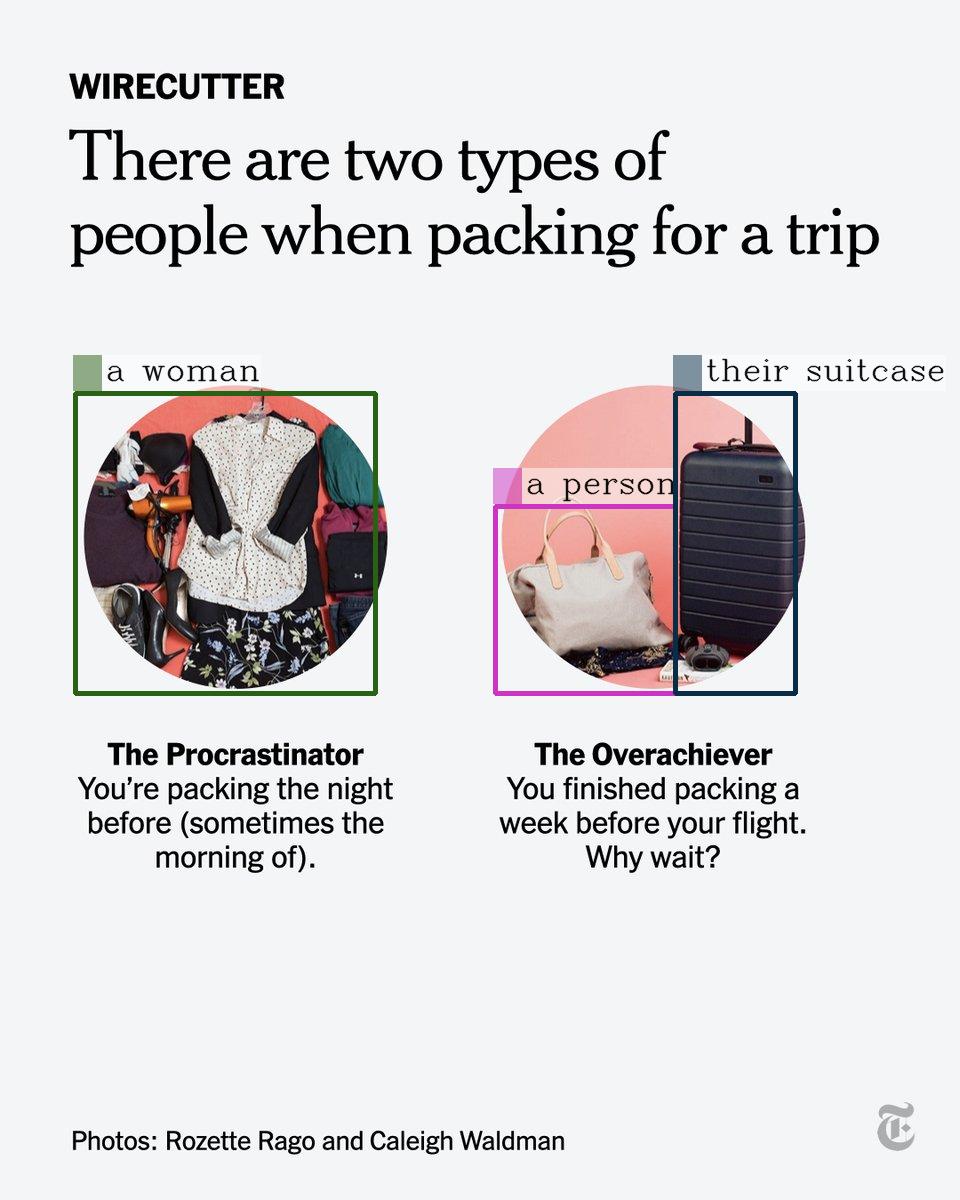 WIRECUTTER
There are two types of
people when packing for a trip
a woman
their suitcase
a person
The Procrastinator
You're packing the night
before (sometimes the
morning of).
The Overachiever
You finished packing a
week before your flight.
Why wait?
Photos: Rozette Rago and Caleigh Waldman
T